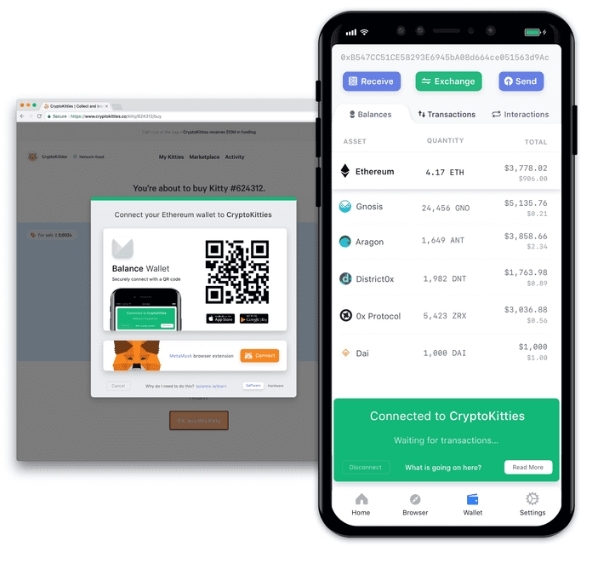 CryptoKitties | Collect and bre
Secure
https://www.cryptokitties.co/kitty/624312/buy
CryptoKitties
My Kitties Marketplace Activity
You're about to buy Kitty #624312.
Connect your Ethereum wallet to CryptoKitties
Balance Wallet
Securely connect with a QR code
App Store
Google Play
MetaMask browser extension
Connect
Cancel
Why do I need to do this?
Software
Hardware
0xB547CC51CE58293E6945bA08d664ce051563d9Ac
Receive
Exchange
Send
Balances
Transactions
Interactions
ASSET QUANTITY TOTAL
Ethereum 4.17 ETH $3,778.02
$906.00
Gnosis 24,456 GNO $5,135.76
$0.21
Aragon 1,649 ANT $3,858.66
$2.34
District0x 1,982 DNT $1,763.98
$0.89
0x Protocol 5,423 ZRX $3,036.88
$0.56
Dai 1,000 DAI $1,000
$1.00
Connected to CryptoKitties
Waiting for transactions...
Disconnect
What is going on here?
Read More
Home Browser Wallet Settings